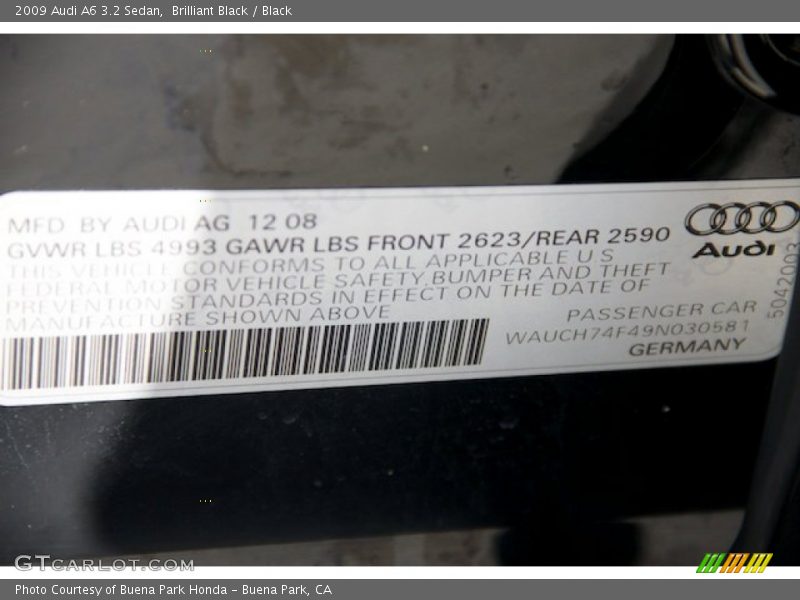 2009 Audi A6 3.2 Sedan,  Brilliant Black / Black
MFD BY AUDI AG 12 08
GVWR LBS 4993 GAWR LBS FRONT 2623/REAR 2590
THIS VEHICLE CONFORMS TO ALL APPLICABLE U S
FEDERAL MOTOR VEHICLE SAFETY, BUMPER AND THEFT
PREVENTION STANDARDS IN EFFECT ON THE DATE OF
MANUFACTURE SHOWN ABOVE
Audi
5042003
PASSENGER CAR
WAUCH74F49N030581
GERMANY
GTCARLOT.COM
Photo Courtesy of Buena Park Honda - Buena Park, CA